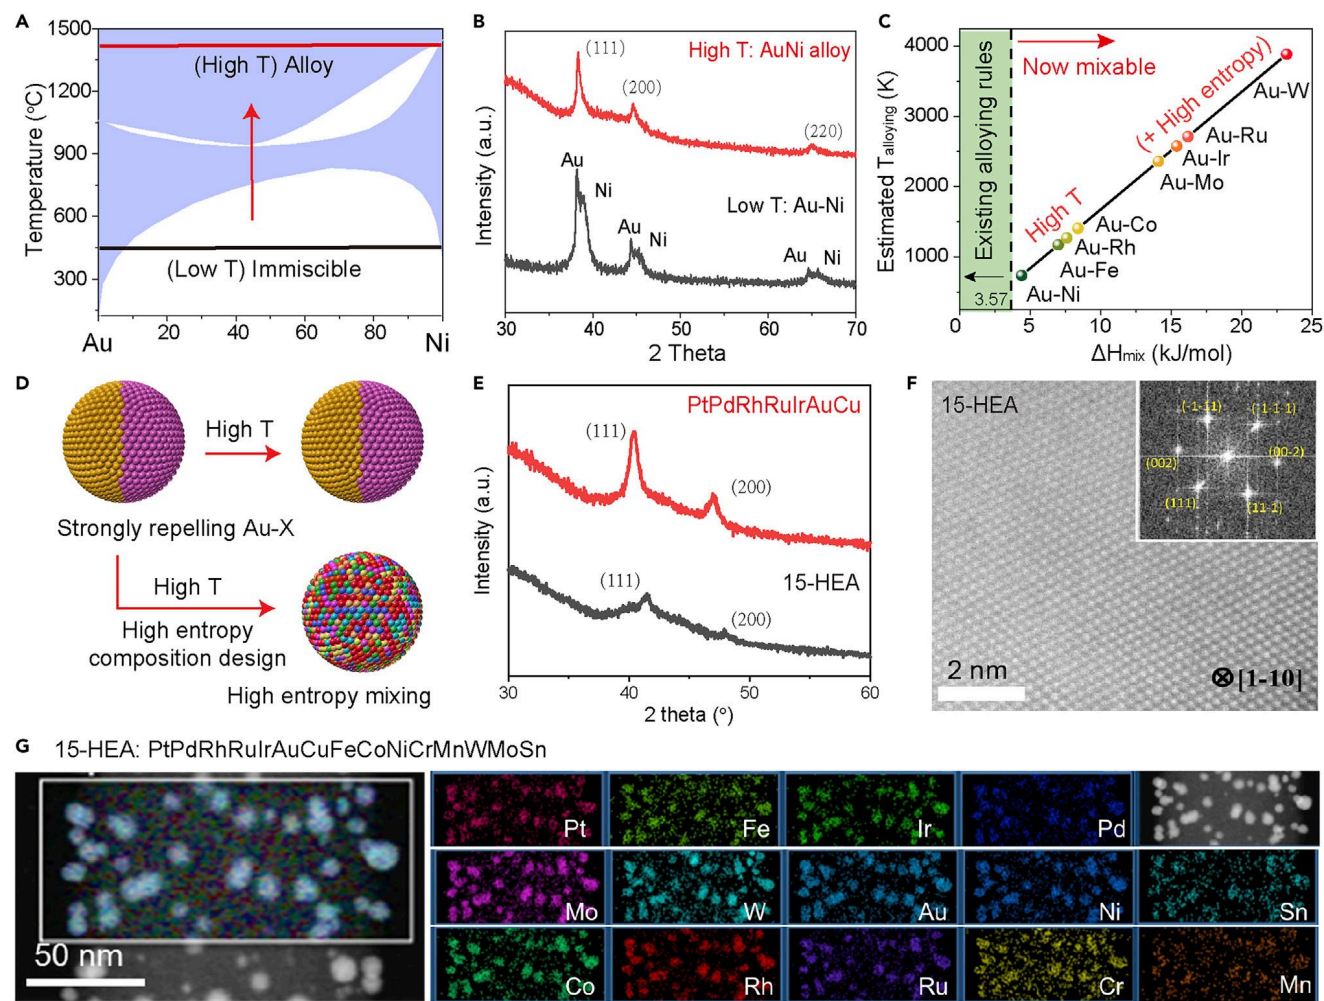 A
Temperature (°C)
1500
1200
900
600
300
(High T) Alloy
(Low T) Immiscible
20 40 60 80
Au
Ni
B
Intensity (a.u.)
High T: AuNi alloy
(111)
(200)
(220)
Low T: Au-Ni
Au
Ni
Au
Ni
Au
Ni
30 40 50 60 70
2 Theta
C
Estimated Talloying (K)
4000
3000
2000
1000
Existing alloying rules
3.57
Now mixable
(+ High entropy)
High T
Au-W
Au-Ru
Au-Ir
Au-Mo
Au-Co
Au-Rh
Au-Fe
Au-Ni
0 5 10 15 20 25
ΔHmix (kJ/mol)
D
High T
Strongly repelling Au-X
High T
High entropy
composition design
High entropy mixing
E
Intensity (a.u.)
PtPdRhRuIrAuCu
(111)
(200)
15-HEA
(111)
(200)
30 40 50 60
2 theta (°)
F
15-HEA
(-1-11)
(-1-1-1)
(002)
(00-2)
(111)
(11-1)
2 nm
⊗[1-10]
G 15-HEA: PtPdRhRuIrAuCuFeCoNiCrMnWMoSn
50 nm
Pt Fe Ir Pd
Mo W Au Ni Sn
Co Rh Ru Cr Mn